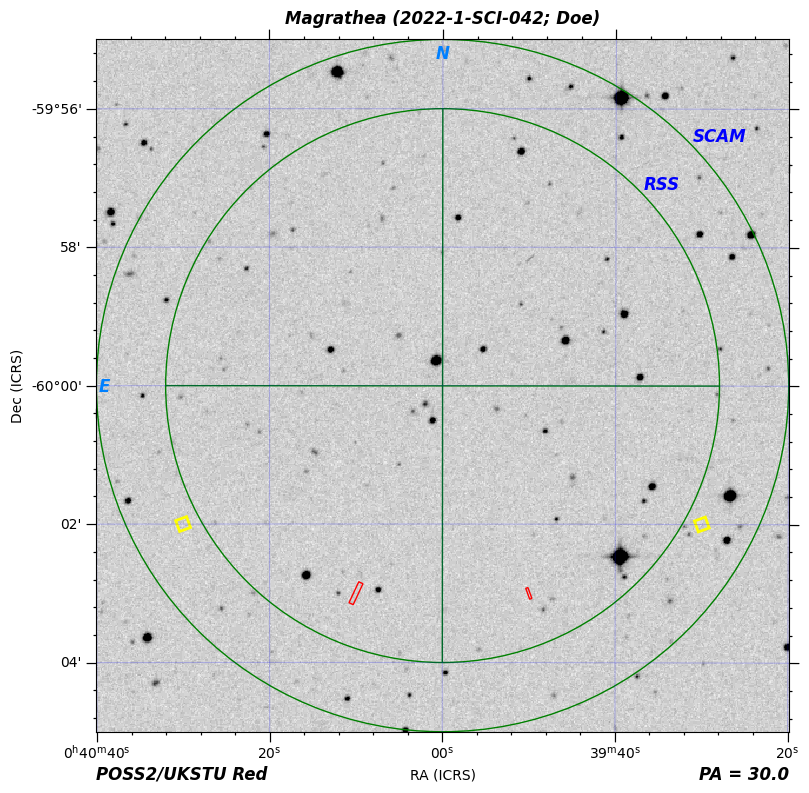 Magrathea (2022-1-SCI-042; Doe)
N
-59°56'
SCAM
RSS
58'
Dec (ICRS)
-60°00'
E
02'
04'
0ʰ40ᵐ40ˢ
20ˢ
00ˢ
39ᵐ40ˢ
20ˢ
POSS2/UKSTU Red
RA (ICRS)
PA = 30.0